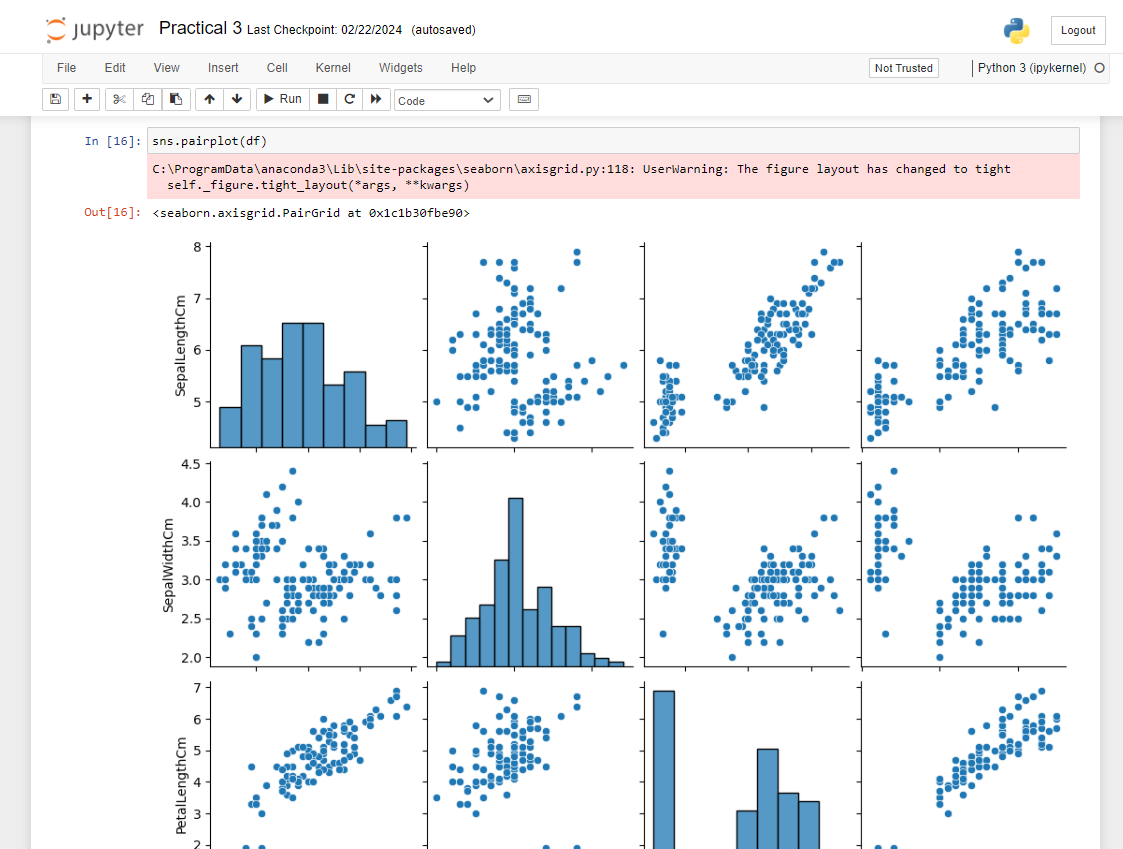 jupyter Practical 3 Last Checkpoint: 02/22/2024 (autosaved) Logout
File Edit View Insert Cell Kernel Widgets Help Not Trusted Python 3 (ipykernel)
Run Code
In [16]: sns.pairplot(df)
C:\ProgramData\anaconda3\Lib\site-packages\seaborn\axisgrid.py:118: UserWarning: The figure layout has changed to tight
self._figure.tight_layout(*args, **kwargs)
Out[16]: <seaborn.axisgrid.PairGrid at 0x1c1b30fbe90>
8
7
6
5
SepalLengthCm
4.5
4.0
3.5
3.0
2.5
2.0
SepalWidthCm
7
6
5
4
3
2
PetalLengthCm